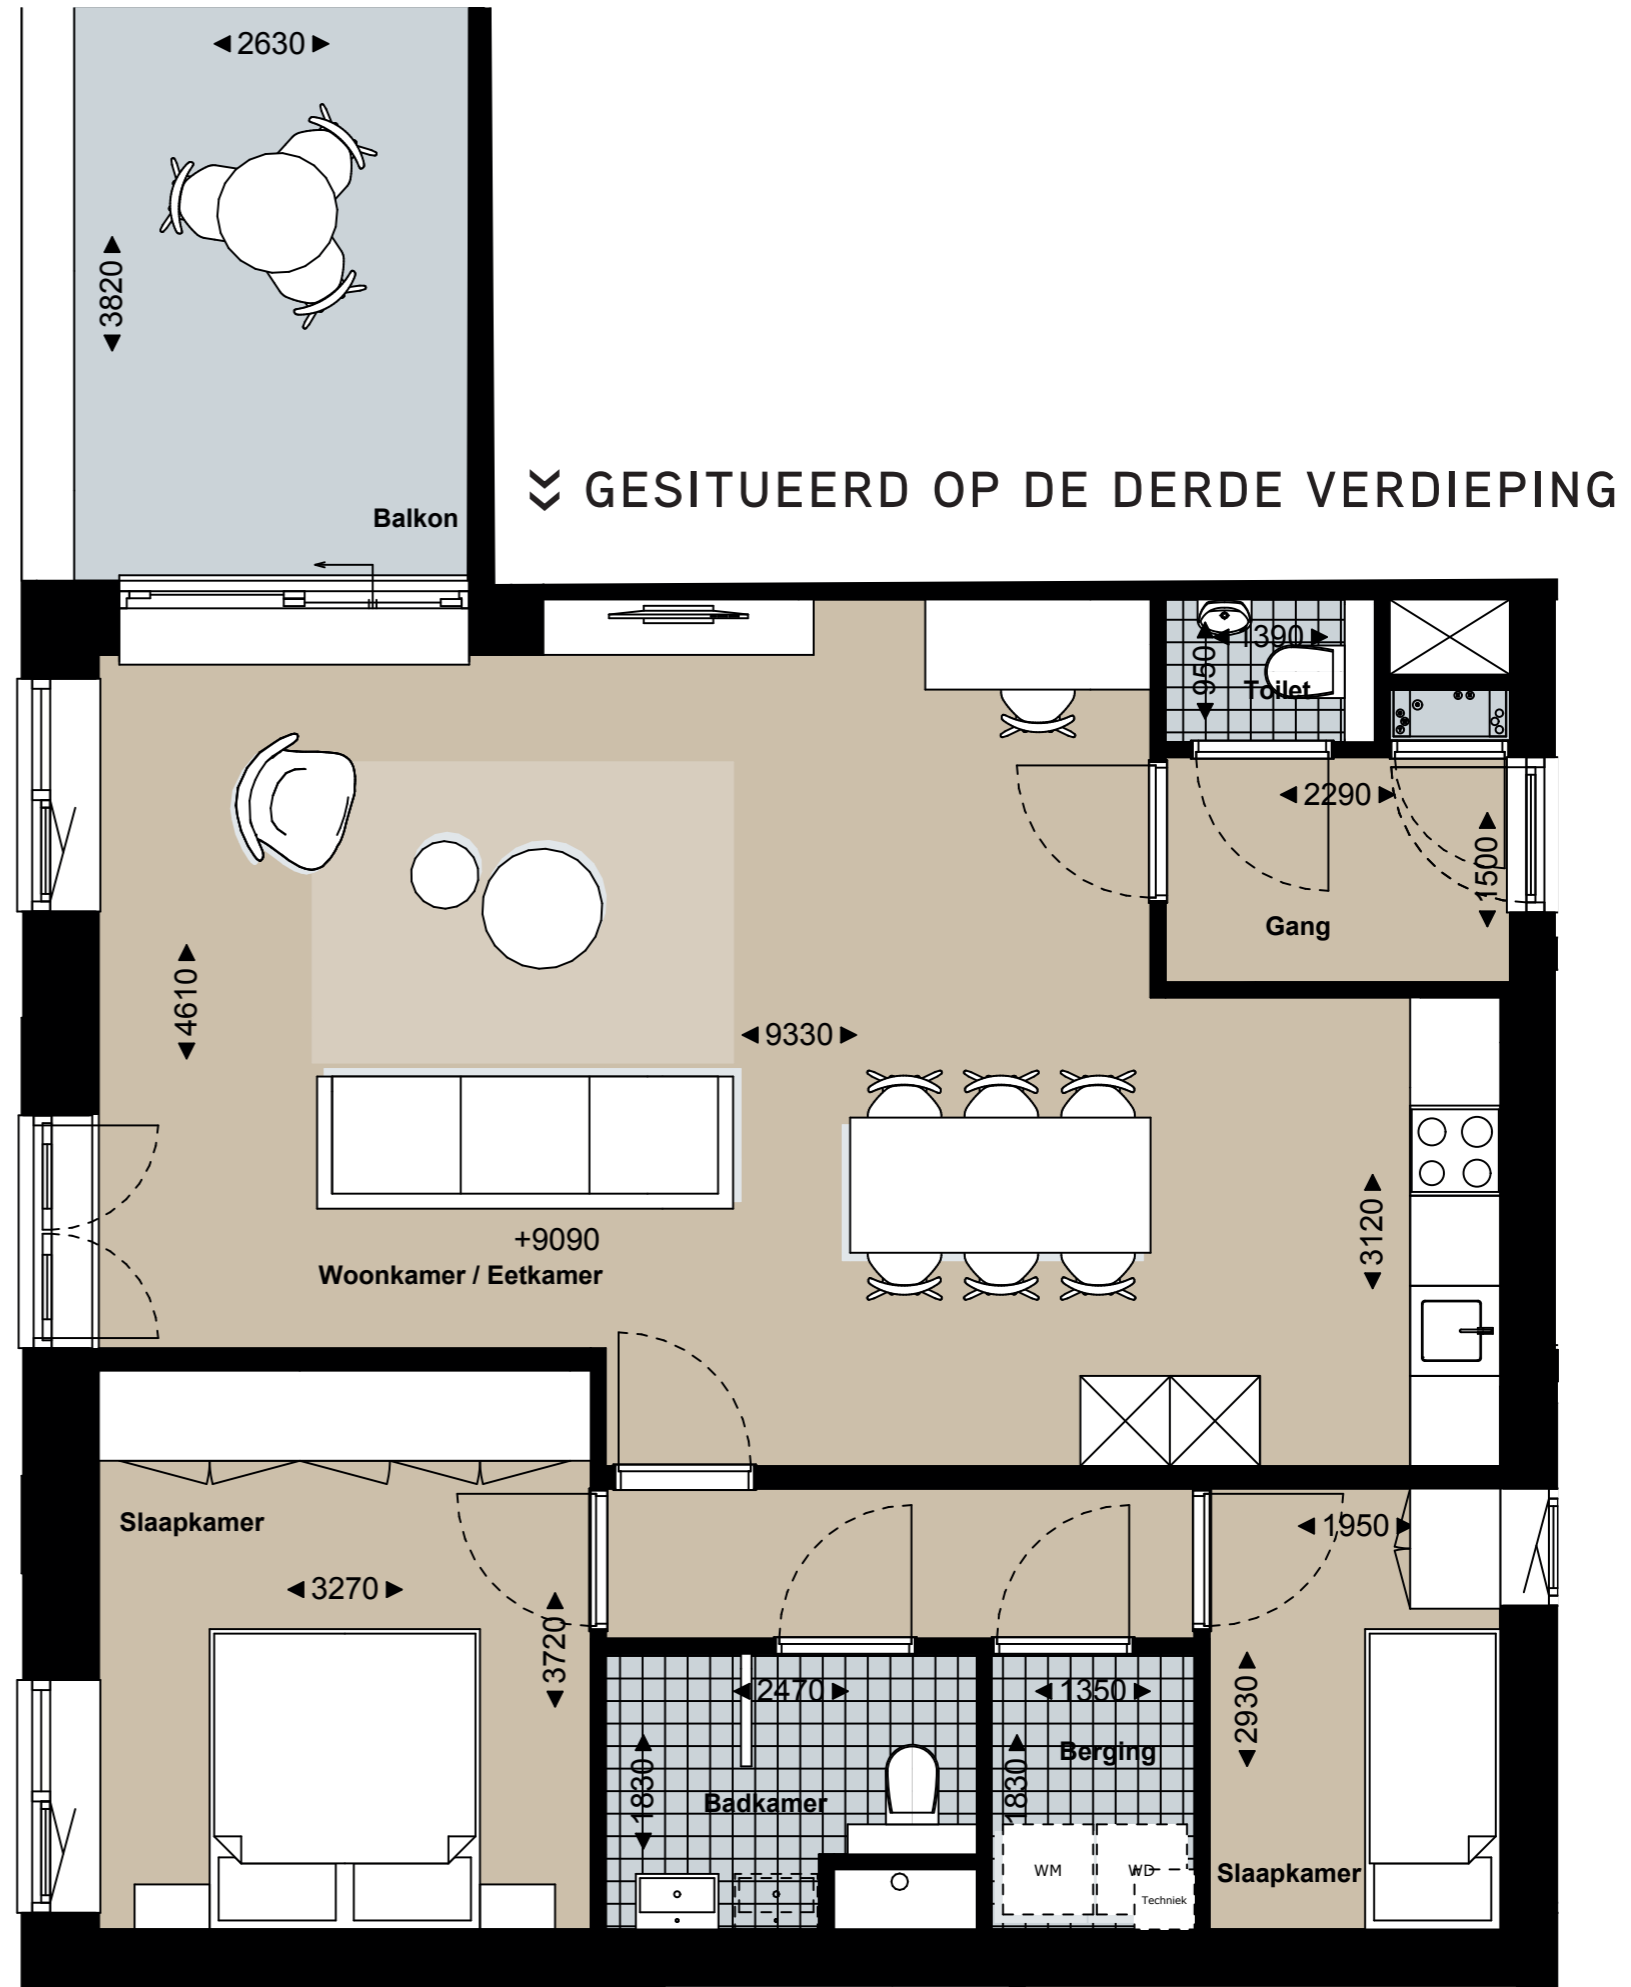 2630
3820
Balkon
GESITUEERD OP DE DERDE VERDIEPING
1390
950
Toilet
2290
1500
Gang
4610
9330
3120
+9090
Woonkamer / Eetkamer
Slaapkamer
1950
3270
3720
2470
1350
2930
1830
Badkamer
1830
Berging
Slaapkamer
WM
WD
Techniek